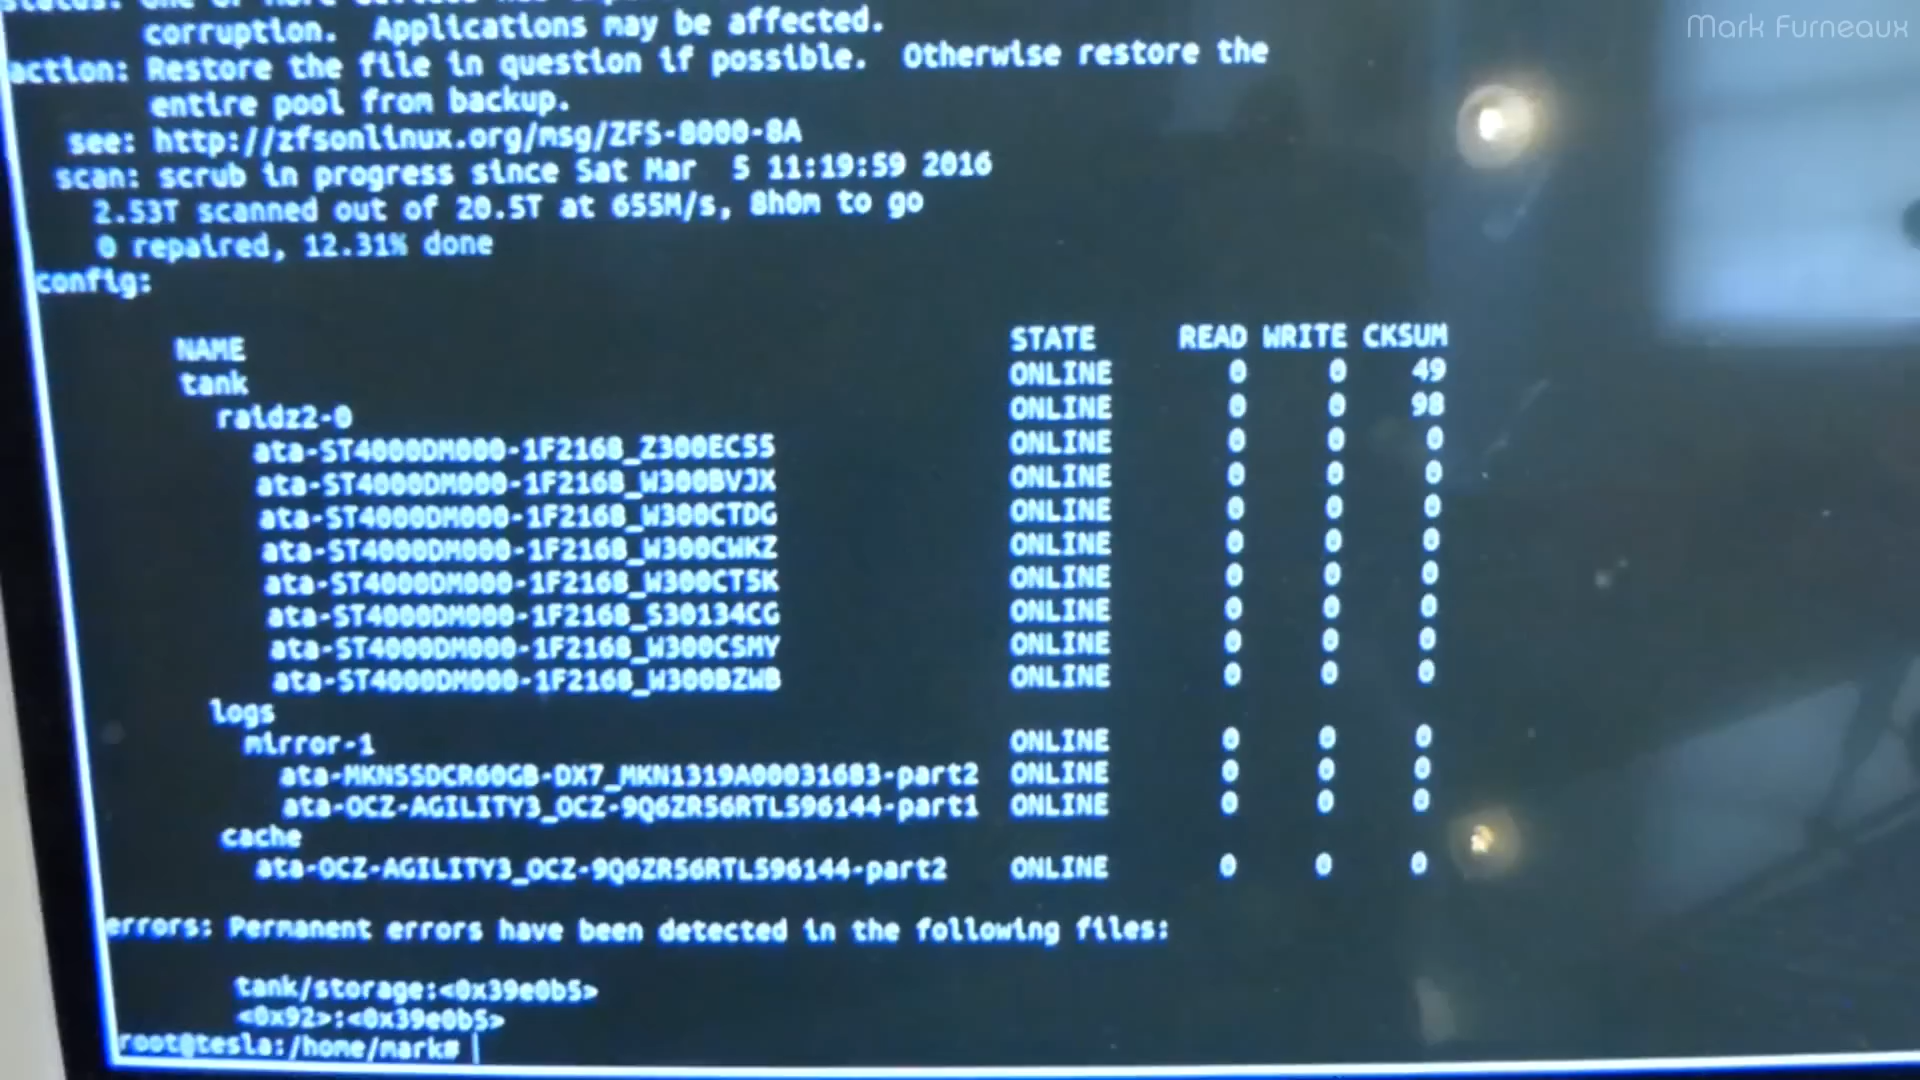 Mark Furneaux
corruption. Applications may be affected.
action: Restore the file in question if possible. Otherwise restore the
entire pool from backup.
see: http://zfsonlinux.org/msg/ZFS-8000-8A
scan: scrub in progress since Sat Mar 5 11:19:59 2016
2.53T scanned out of 20.5T at 655M/s, 8h0m to go
0 repaired, 12.31% done
config:
NAME STATE READ WRITE CKSUM
tank ONLINE 0 0 49
raidz2-0 ONLINE 0 0 98
ata-ST4000DM000-1F2168_Z300EC55 ONLINE 0 0 0
ata-ST4000DM000-1F2168_W300BVJX ONLINE 0 0 0
ata-ST4000DM000-1F2168_W300CTDG ONLINE 0 0 0
ata-ST4000DM000-1F2168_W300CWKZ ONLINE 0 0 0
ata-ST4000DM000-1F2168_W300CT5K ONLINE 0 0 0
ata-ST4000DM000-1F2168_S30134CG ONLINE 0 0 0
ata-ST4000DM000-1F2168_W300CSMY ONLINE 0 0 0
ata-ST4000DM000-1F2168_W300BZWB ONLINE 0 0 0
logs
mirror-1 ONLINE 0 0 0
ata-MKNSSDCR60GB-DX7_MKN1319A00031683-part2 ONLINE 0 0 0
ata-OCZ-AGILITY3_OCZ-9Q6ZR56RTL596144-part1 ONLINE 0 0 0
cache
ata-OCZ-AGILITY3_OCZ-9Q6ZR56RTL596144-part2 ONLINE 0 0 0
errors: Permanent errors have been detected in the following files:
tank/storage:<0x39e0b5>
<0x92>:<0x39e0b5>
root@tesla:/home/mark#